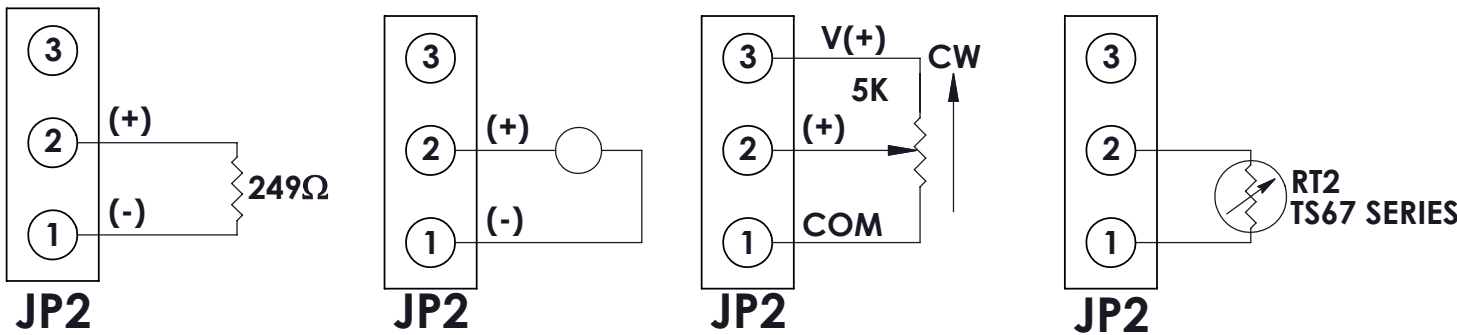 3
(+)
2
249Ω
(-)
1
JP2
3
(+)
2
(-)
1
JP2
V(+)
3
CW
5K
(+)
2
COM
1
JP2
3
2
RT2
TS67 SERIES
1
JP2